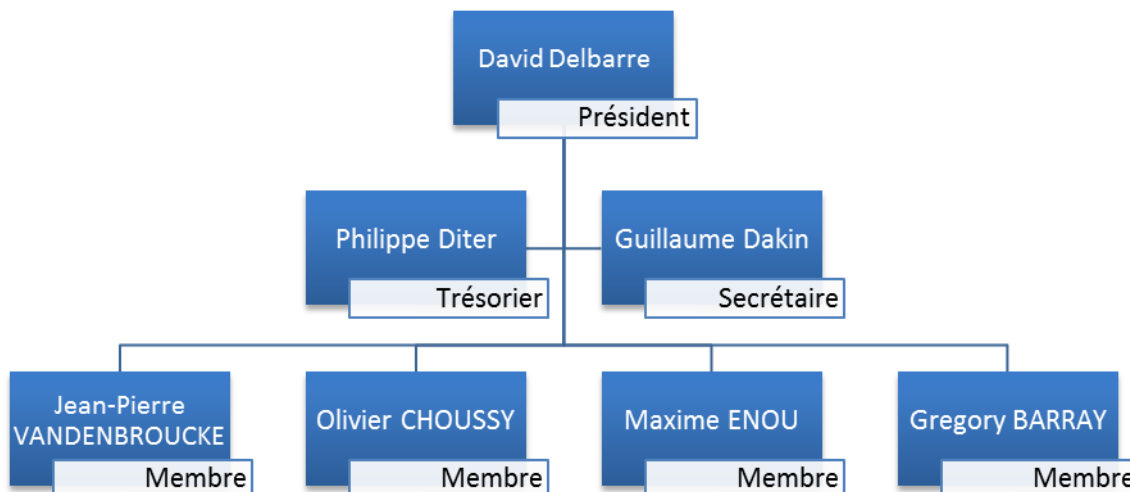 David Delbarre
Président
Philippe Diter
Trésorier
Guillaume Dakin
Secrétaire
Jean-Pierre
VANDENBROUCKE
Membre
Olivier CHOUSSY
Membre
Maxime ENOU
Membre
Gregory BARRAY
Membre